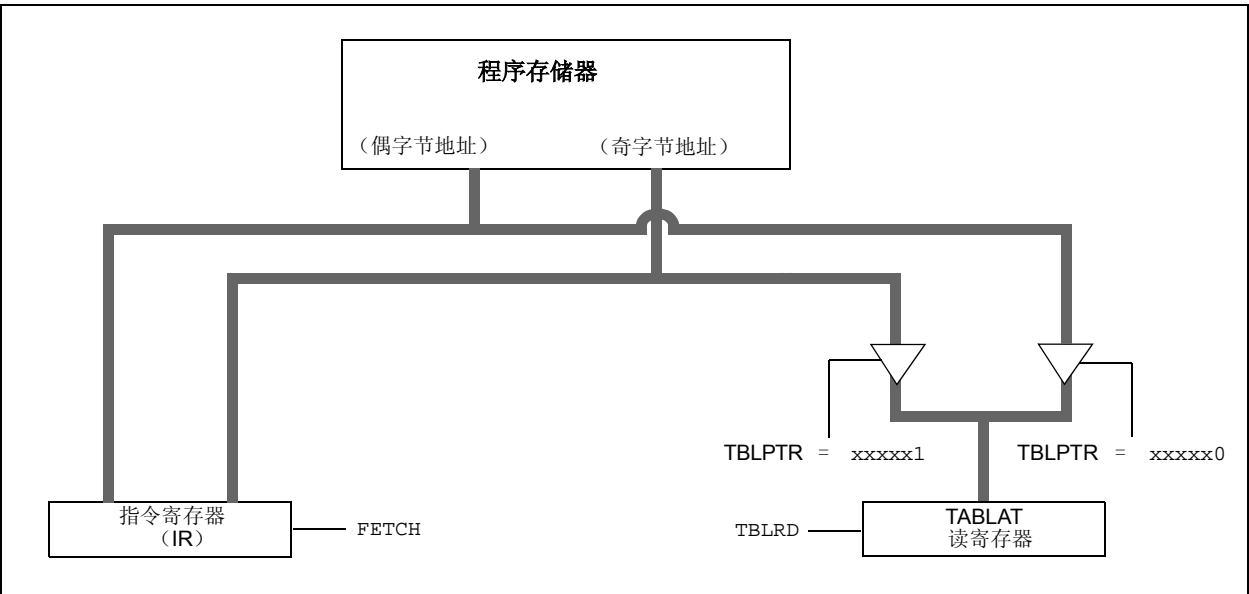 程序存储器
（偶字节地址） （奇字节地址）
TBLPTR = xxxxx1 TBLPTR = xxxxx0
指令寄存器
（IR）
FETCH
TBLRD
TABLAT
读寄存器